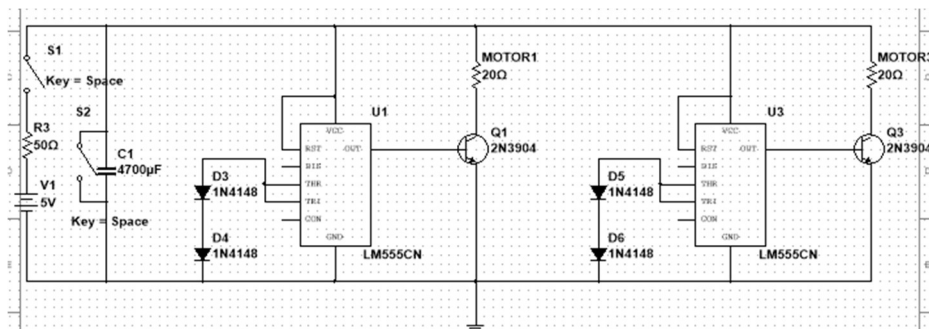 S1
Key = Space
R3
50Ω
S2
C1
4700µF
V1
5V
Key = Space
D3
1N4148
D4
1N4148
U1
VCC
RST
OUT
DIS
THR
TRI
CON
GND
LM555CN
MOTOR1
20Ω
Q1
2N3904
D5
1N4148
D6
1N4148
U3
VCC
RST
OUT
DIS
THR
TRI
CON
GND
LM555CN
20Ω
Q3
2N3904